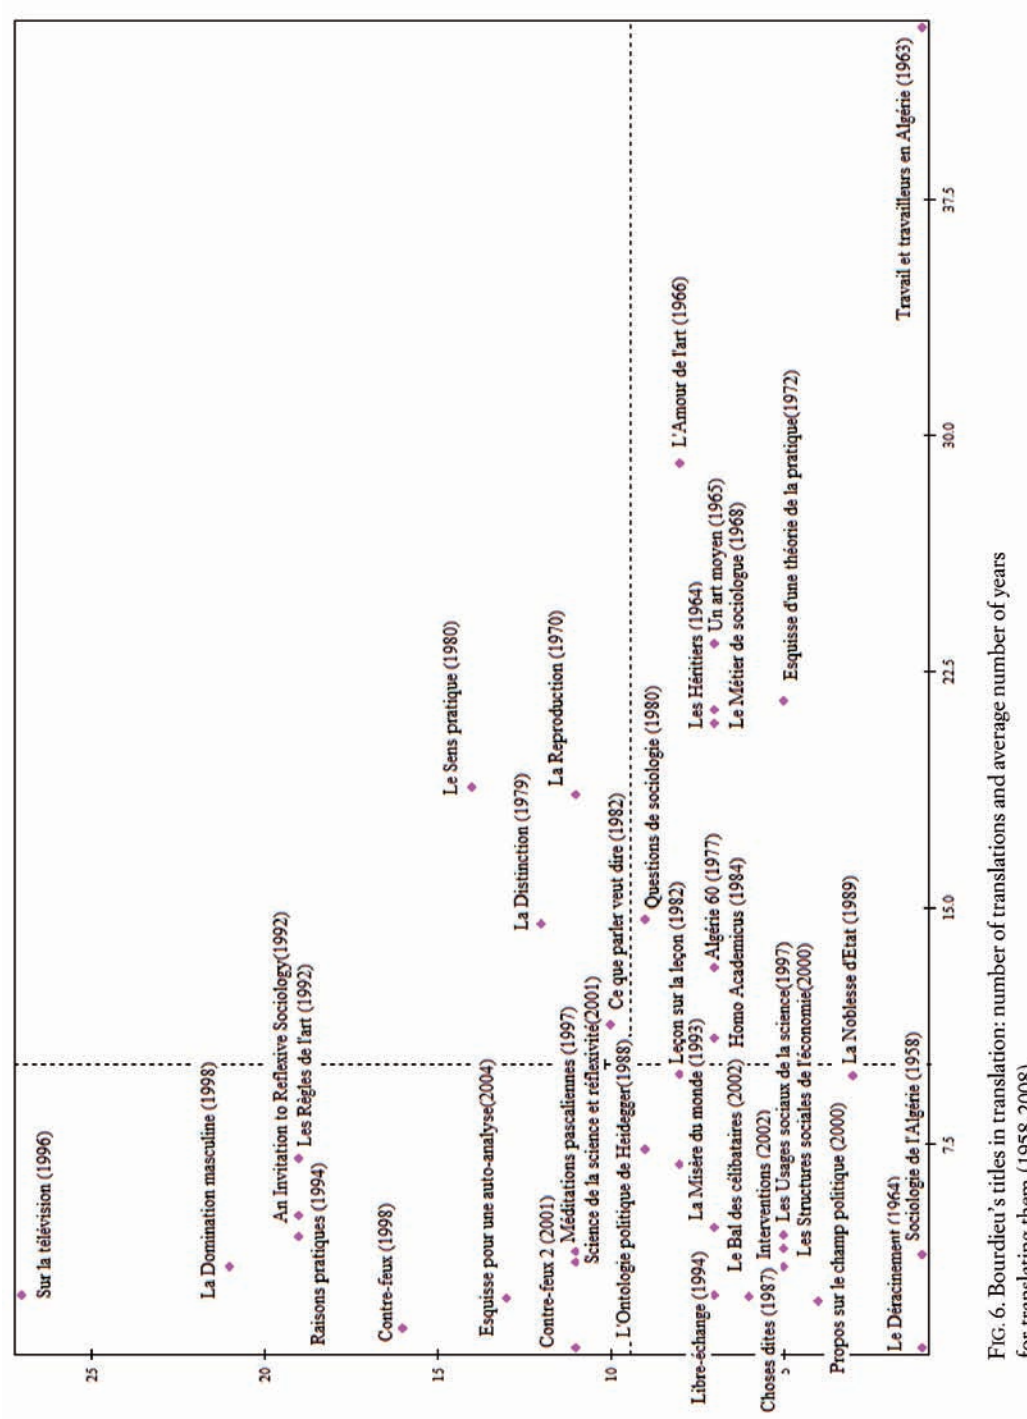 25
20
15
10
5
7.5
15.0
22.5
30.0
37.5
Sur la télévision (1996)
La Domination masculine (1998)
An Invitation to Reflexive Sociology(1992)
Les Règles de l'art (1992)
Raisons pratiques (1994)
Contre-feux (1998)
Le Sens pratique (1980)
Esquisse pour une auto-analyse(2004)
La Distinction (1979)
La Reproduction (1970)
Contre-feux 2 (2001)
Méditations pascaliennes (1997)
Science de la science et réflexivité(2001)
Ce que parler veut dire (1982)
L'Ontologie politique de Heidegger(1988)
Questions de sociologie (1980)
Leçon sur la leçon (1982)
L'Amour de l'art (1966)
La Misère du monde (1993)
Libre-échange (1994)
Algérie 60 (1977)
Les Héritiers (1964)
Un art moyen (1965)
Le Métier de sociologue (1968)
Homo Academicus (1984)
Le Bal des célibataires (2002)
Interventions (2002)
Choses dites (1987)
Les Usages sociaux de la science(1997)
Les Structures sociales de l'économie(2000)
Esquisse d'une théorie de la pratique(1972)
Propos sur le champ politique (2000)
La Noblesse d'Etat (1989)
Le Déracinement (1964)
Sociologie de l'Algérie (1958)
Travail et travailleurs en Algérie (1963)
FIG. 6. Bourdieu's titles in translation: number of translations and average number of years
for translating them (1958-2008)